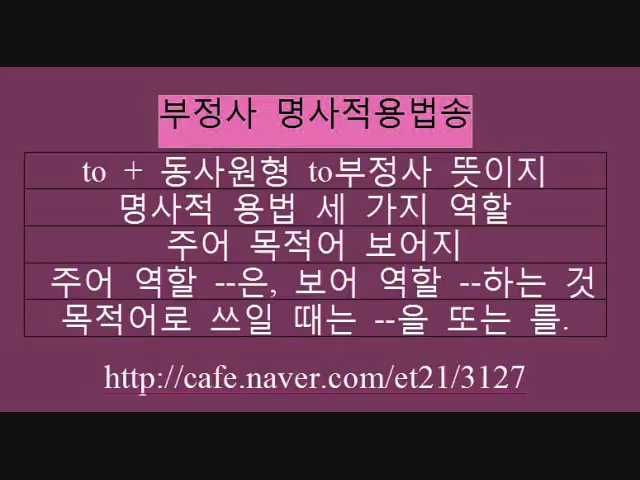 부정사 명사적용법송
to + 동사원형 to부정사 뜻이지
명사적 용법 세 가지 역할
주어 목적어 보어지
주어 역할 --은, 보어 역할 --하는 것
목적어로 쓰일 때는 --을 또는 를.
http://cafe.naver.com/et21/3127